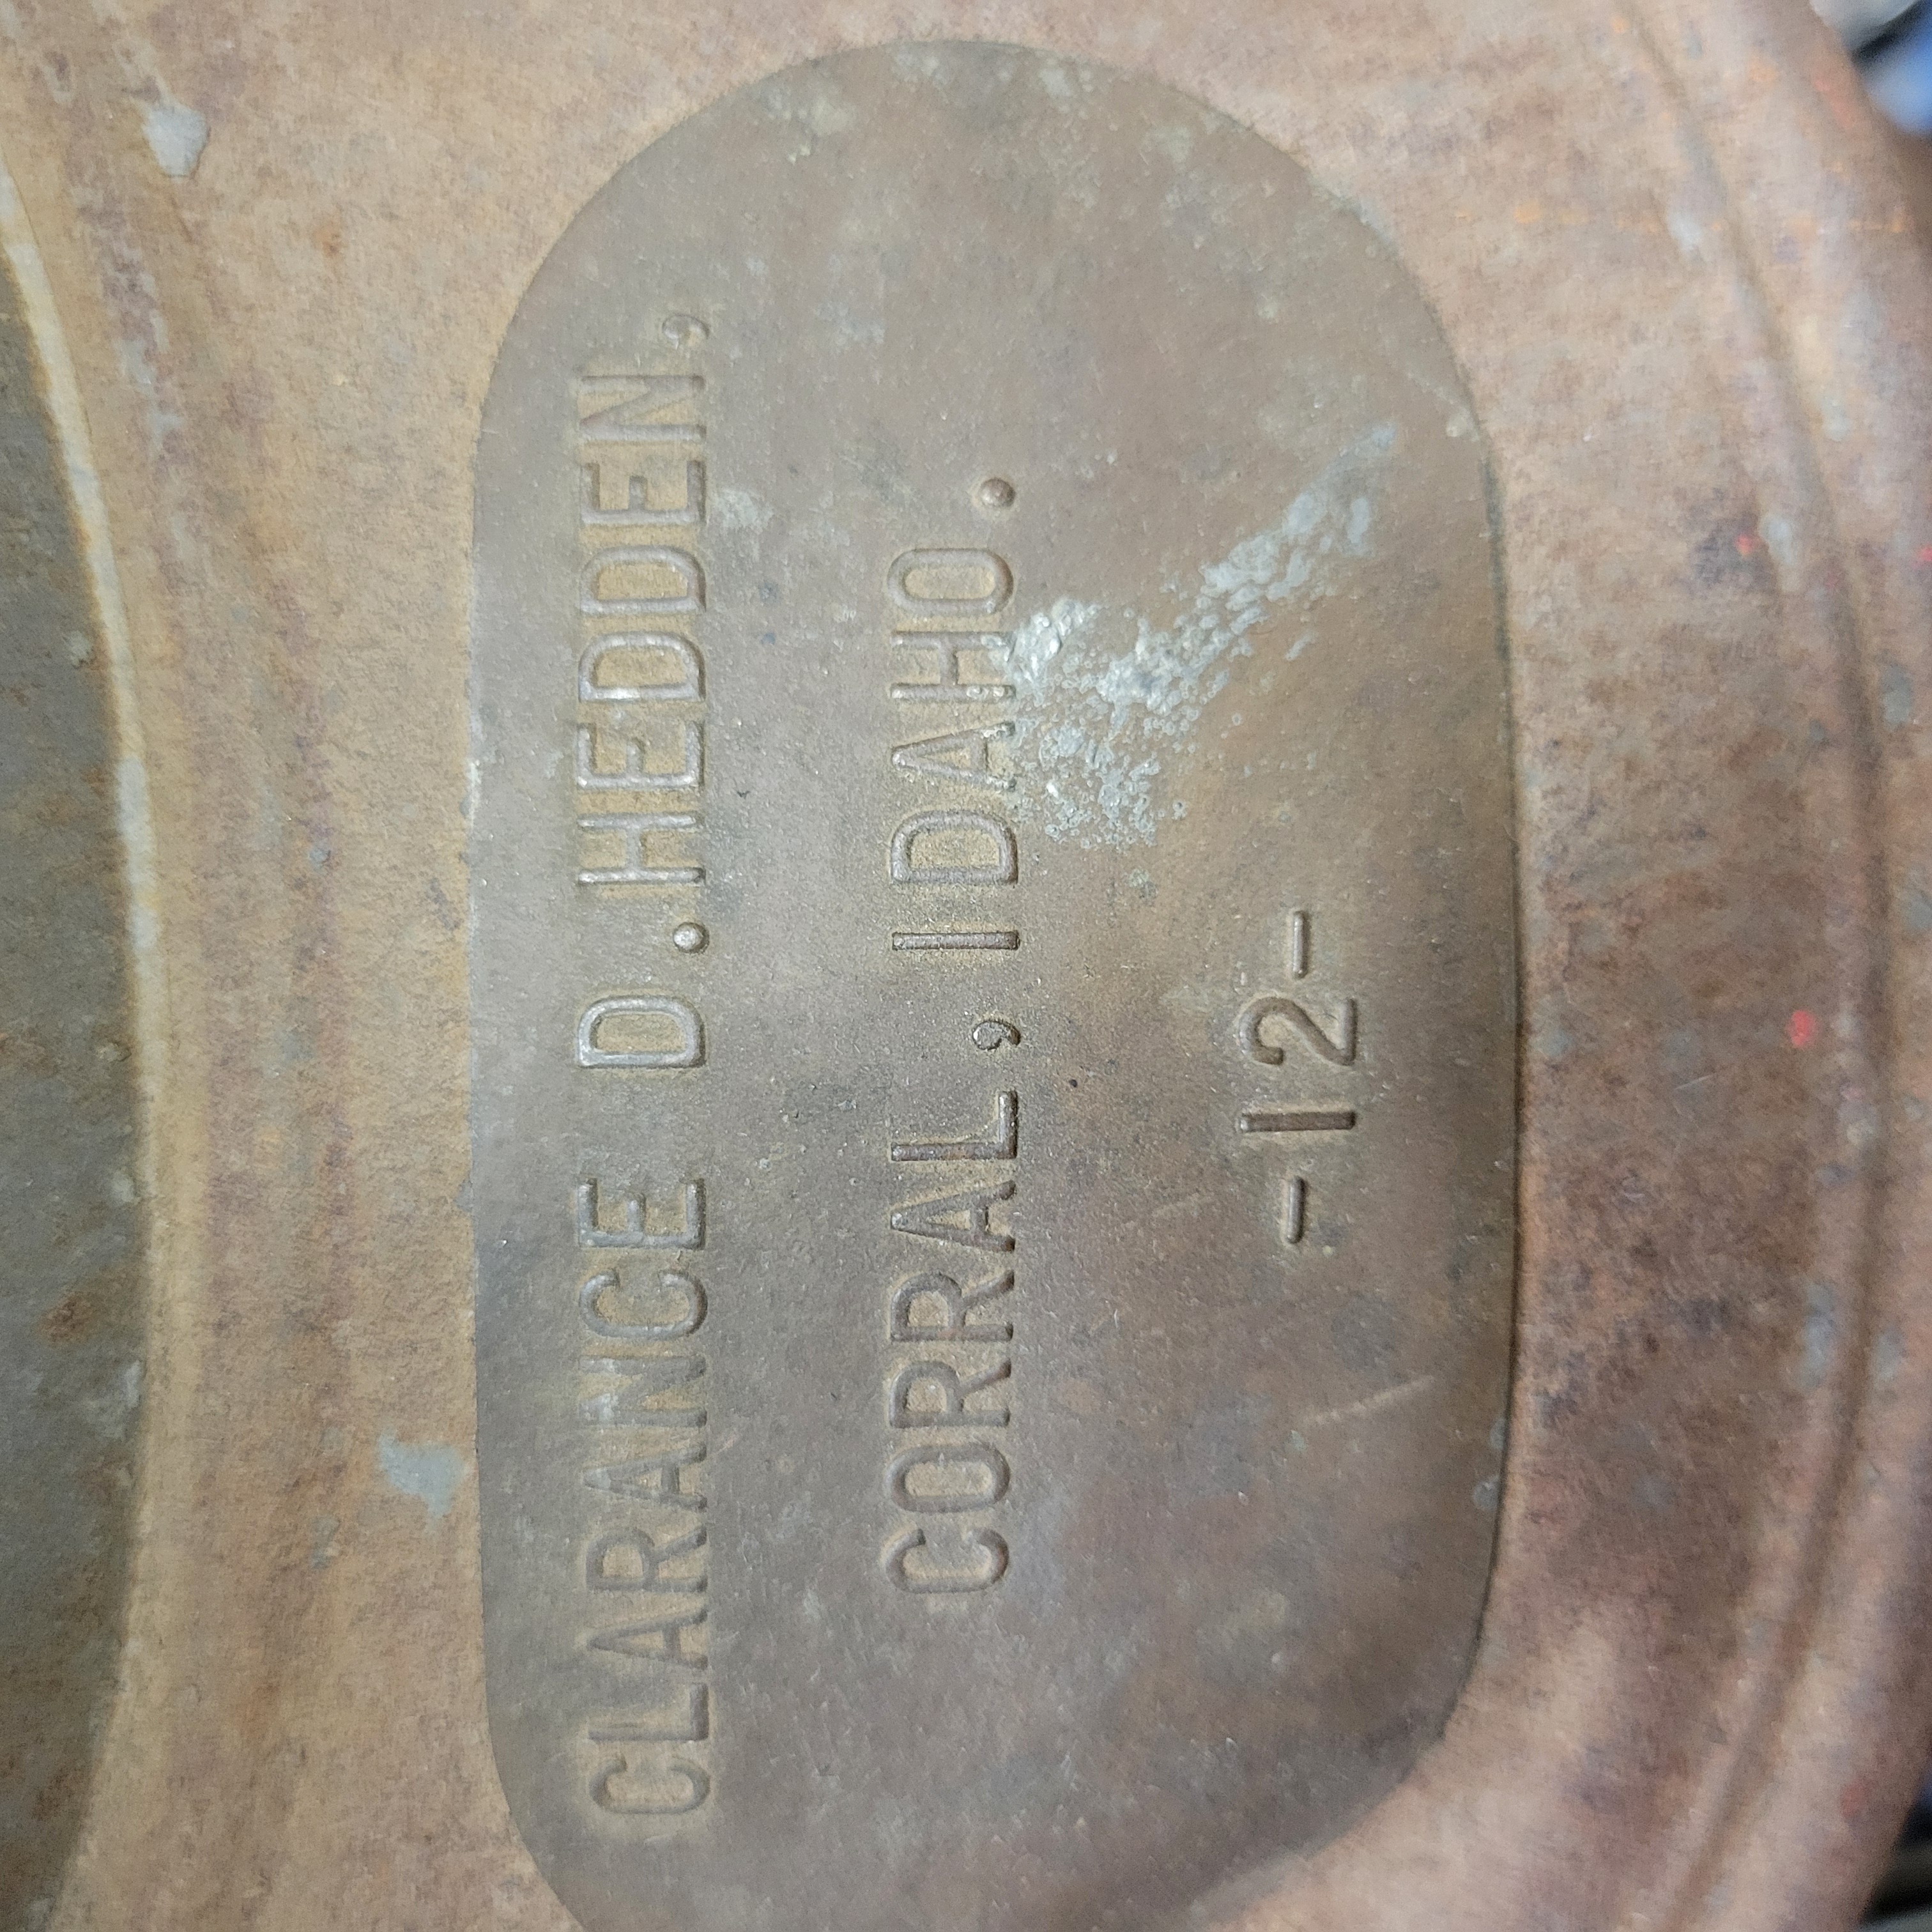 CLARANCE D. HEDDEN,
CORRAL, IDAHO.
-12-